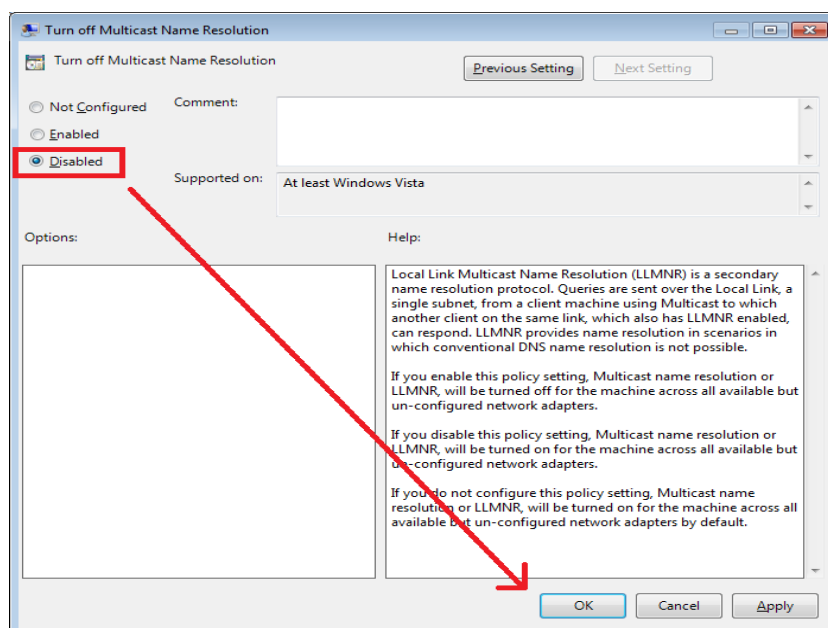 Turn off Multicast Name Resolution
Turn off Multicast Name Resolution
Previous Setting
Next Setting
Not Configured
Comment:
Enabled
Disabled
Supported on:
At least Windows Vista
Options:
Help:
Local Link Multicast Name Resolution (LLMNR) is a secondary
name resolution protocol. Queries are sent over the Local Link, a
single subnet, from a client machine using Multicast to which
another client on the same link, which also has LLMNR enabled,
can respond. LLMNR provides name resolution in scenarios in
which conventional DNS name resolution is not possible.
If you enable this policy setting, Multicast name resolution or
LLMNR, will be turned off for the machine across all available but
un-configured network adapters.
If you disable this policy setting, Multicast name resolution or
LLMNR, will be turned on for the machine across all available but
un-configured network adapters.
If you do not configure this policy setting, Multicast name
resolution or LLMNR, will be turned on for the machine across all
available but un-configured network adapters by default.
OK
Cancel
Apply